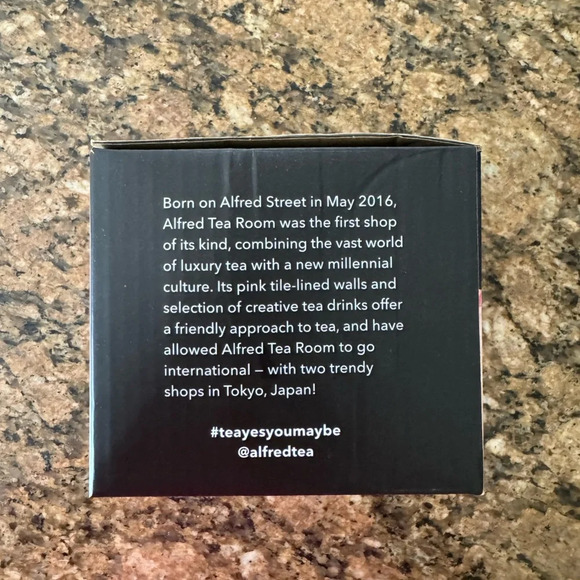 Born on Alfred Street in May 2016,
Alfred Tea Room was the first shop
of its kind, combining the vast world
of luxury tea with a new millennial
culture. Its pink tile-lined walls and
selection of creative tea drinks offer
a friendly approach to tea, and have
allowed Alfred Tea Room to go
international – with two trendy
shops in Tokyo, Japan!
#teayesyoumaybe
@alfredtea